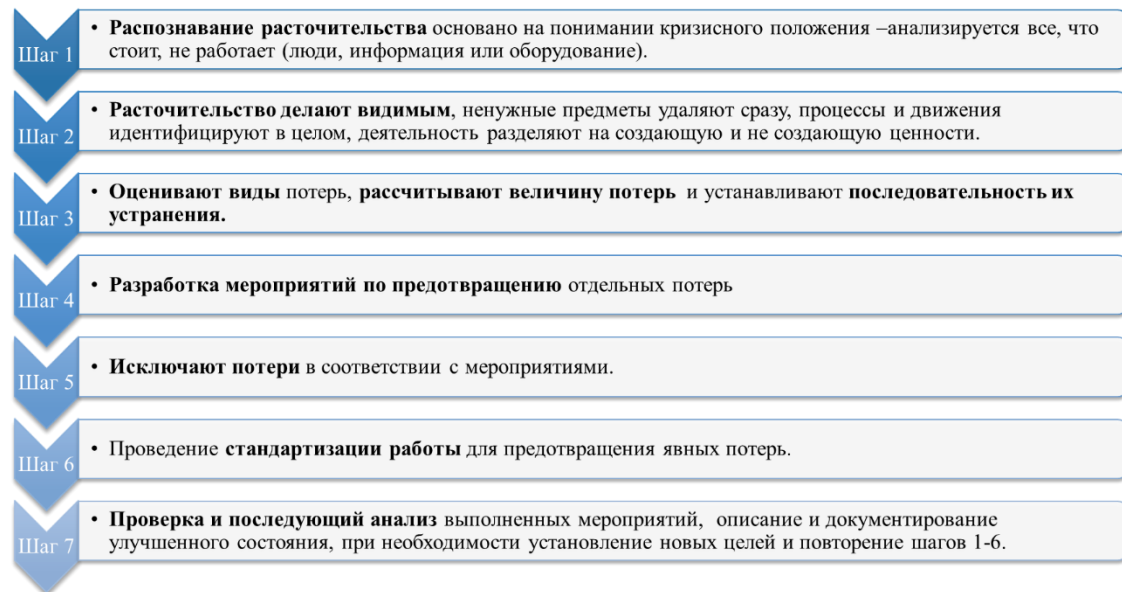 Шаг 1
• Распознавание расточительства основано на понимании кризисного положения –анализируется все, что
стоит, не работает (люди, информация или оборудование).
Шаг 2
• Расточительство делают видимым, ненужные предметы удаляют сразу, процессы и движения
идентифицируют в целом, деятельность разделяют на создающую и не создающую ценности.
Шаг 3
• Оценивают виды потерь, рассчитывают величину потерь и устанавливают последовательность их
устранения.
Шаг 4
• Разработка мероприятий по предотвращению отдельных потерь
Шаг 5
• Исключают потери в соответствии с мероприятиями.
Шаг 6
• Проведение стандартизации работы для предотвращения явных потерь.
Шаг 7
• Проверка и последующий анализ выполненных мероприятий, описание и документирование
улучшенного состояния, при необходимости установление новых целей и повторение шагов 1-6.